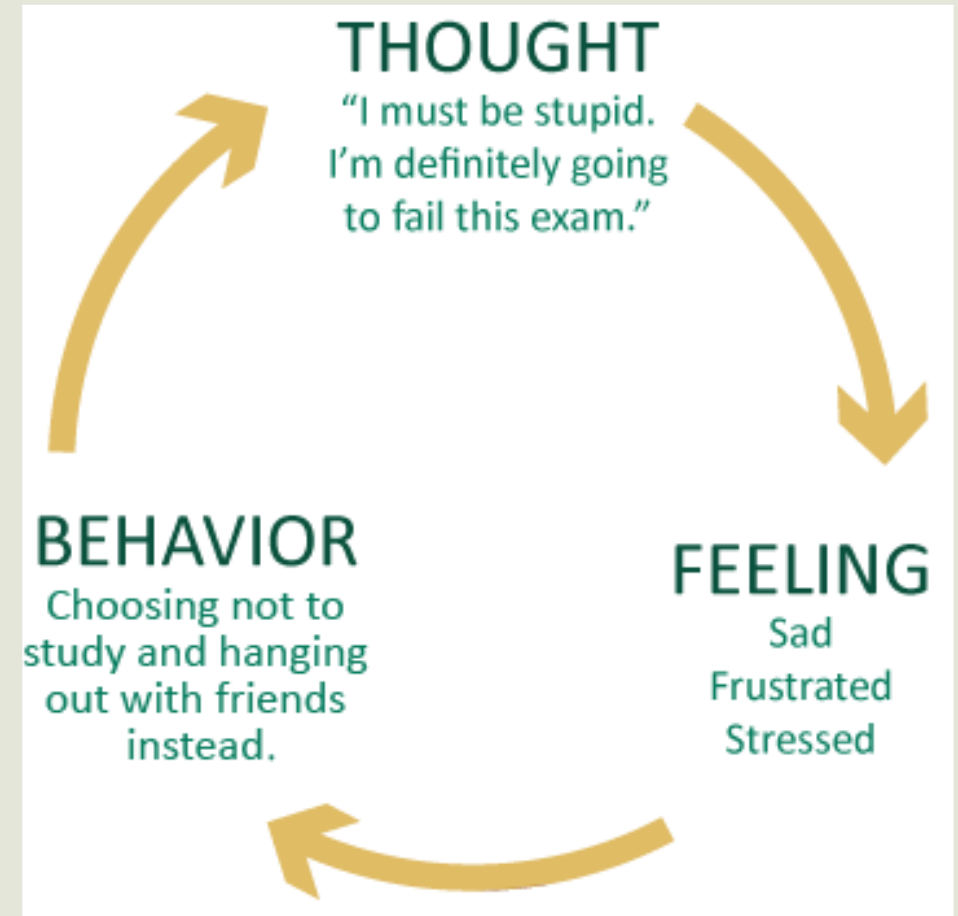 THOUGHT
“I must be stupid.
I’m definitely going
to fail this exam.”
BEHAVIOR
Choosing not to
study and hanging
out with friends
instead.
FEELING
Sad
Frustrated
Stressed